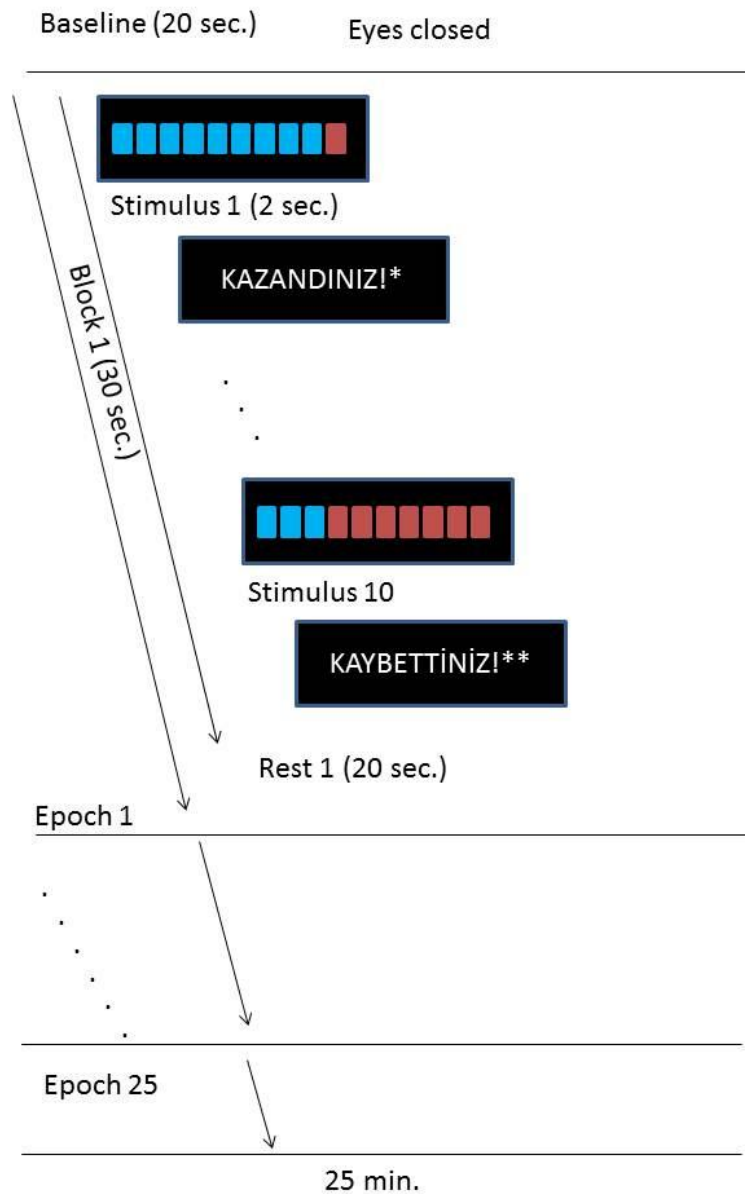 Baseline (20 sec.) Eyes closed
Stimulus 1 (2 sec.)
KAZANDINIZ!*
Block 1 (30 sec.)
Stimulus 10
KAYBETTİNİZ!**
Rest 1 (20 sec.)
Epoch 1
Epoch 25
25 min.